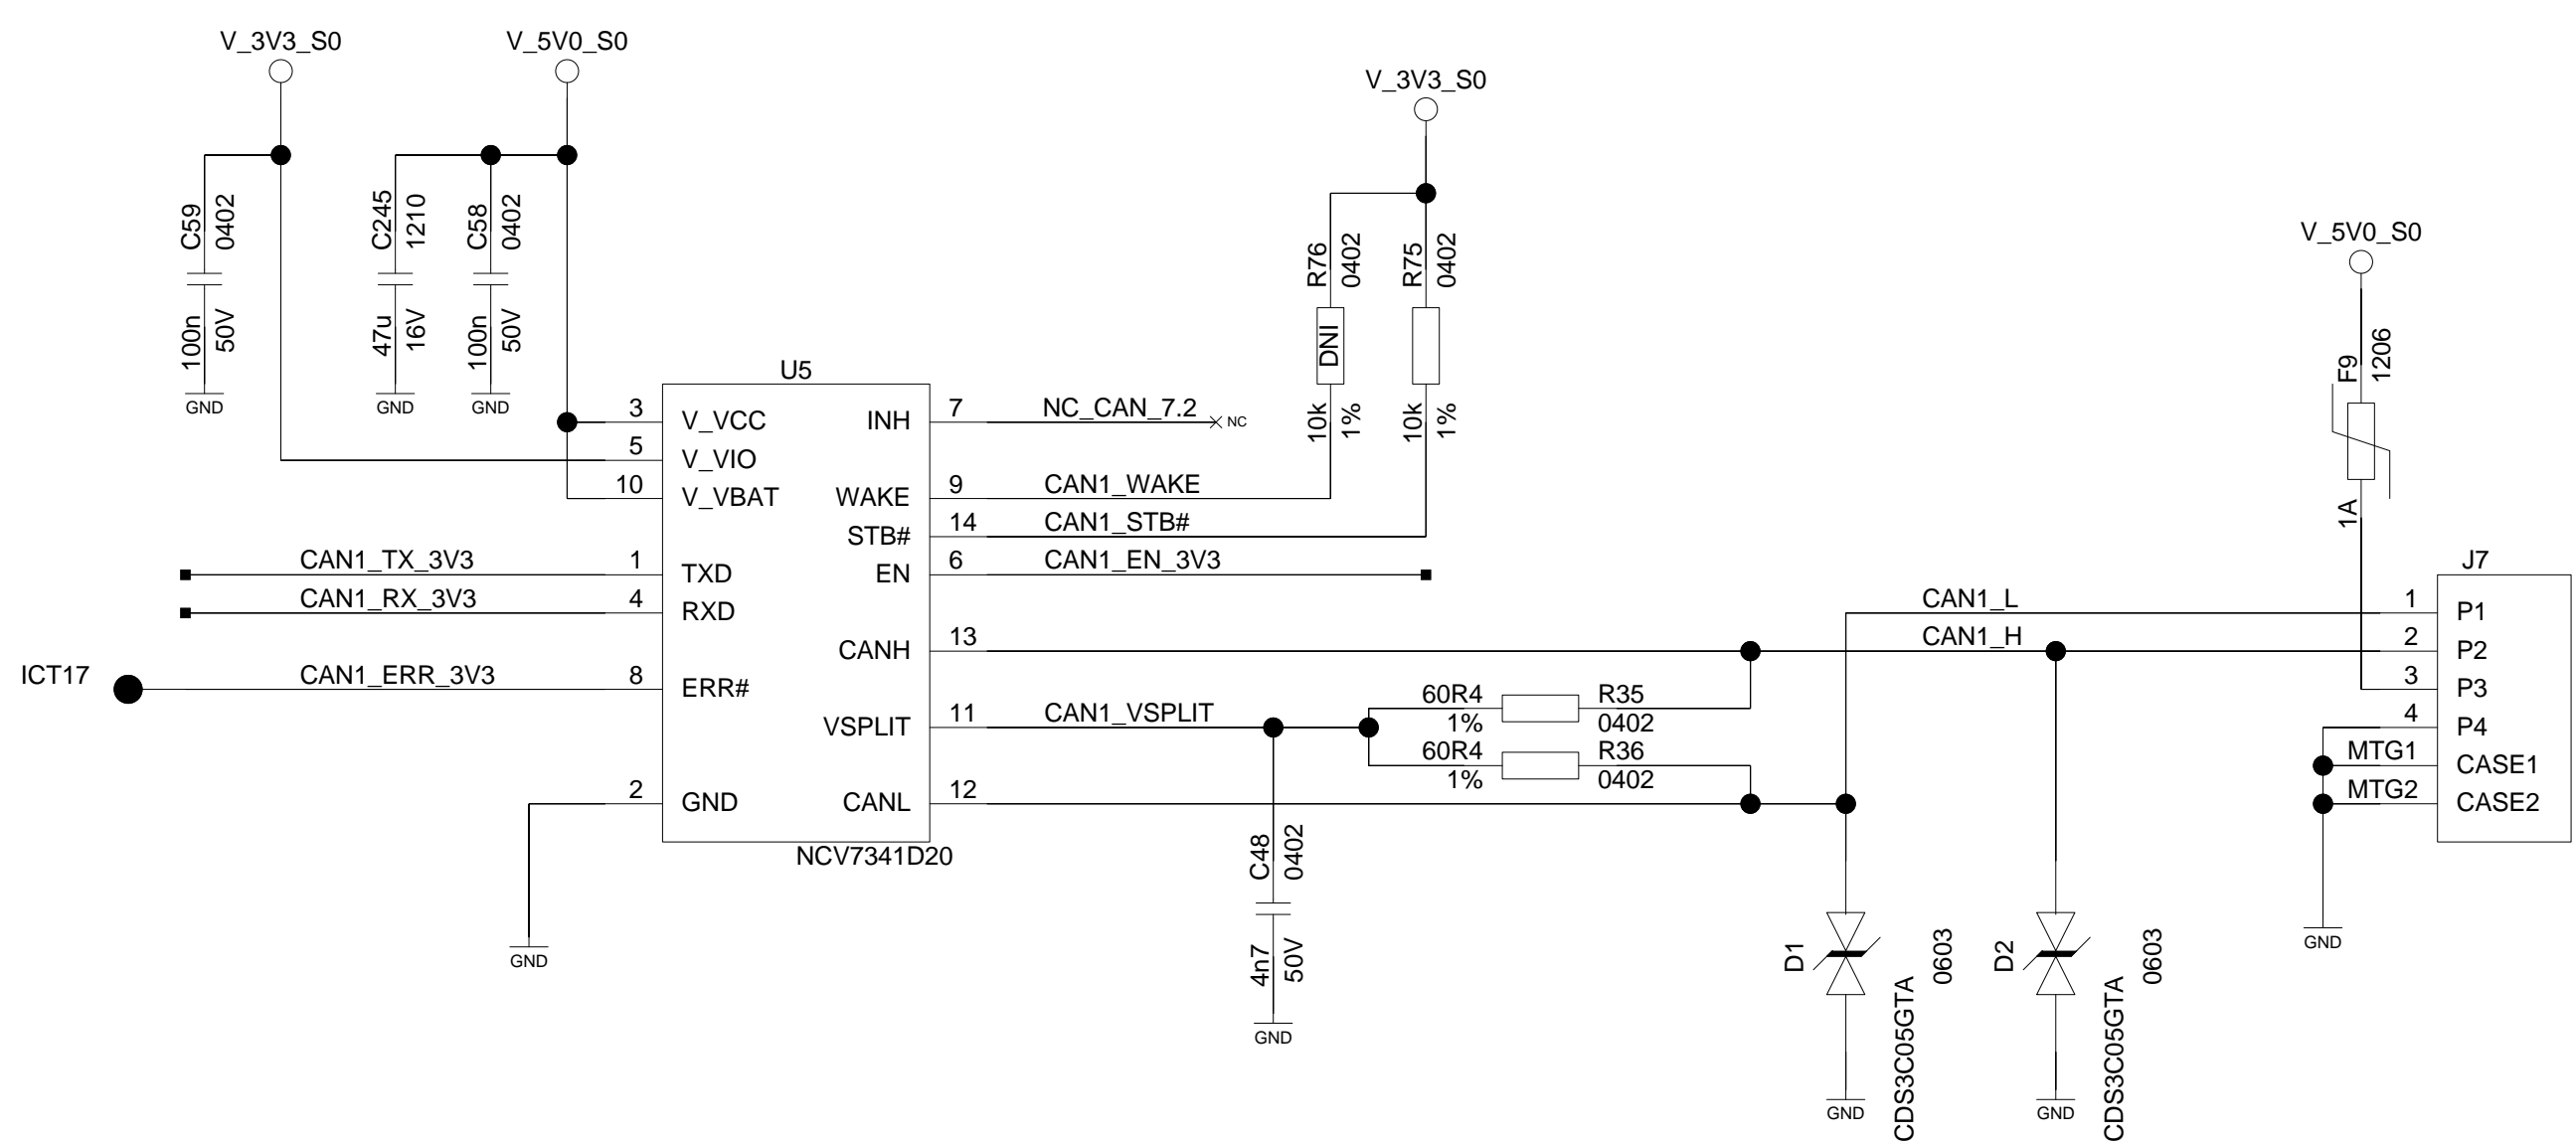 V_3V3_S0
V_5V0_S0
V_3V3_S0
V_5V0_S0
C59
0402
100n
50V
GND
C245
1210
47u
16V
GND
C58
0402
100n
50V
GND
R76
0402
DNI
10k
1%
R75
0402
10k
1%
F9
1206
1A
U5
3 V_VCC
5 V_VIO
10 V_VBAT
CAN1_TX_3V3 1 TXD
CAN1_RX_3V3 4 RXD
ICT17 CAN1_ERR_3V3 8 ERR#
2 GND
GND
INH 7 NC_CAN_7.2 NC
WAKE 9 CAN1_WAKE
STB# 14 CAN1_STB#
EN 6 CAN1_EN_3V3
CANH 13
VSPLIT 11 CAN1_VSPLIT
CANL 12
NCV7341D20
60R4 R35
1% 0402
60R4 R36
1% 0402
C48
0402
4n7
50V
GND
J7
CAN1_L 1 P1
CAN1_H 2 P2
3 P3
4 P4
MTG1 CASE1
MTG2 CASE2
GND
D1
CDS3C05GTA
0603
GND
D2
CDS3C05GTA
0603
GND